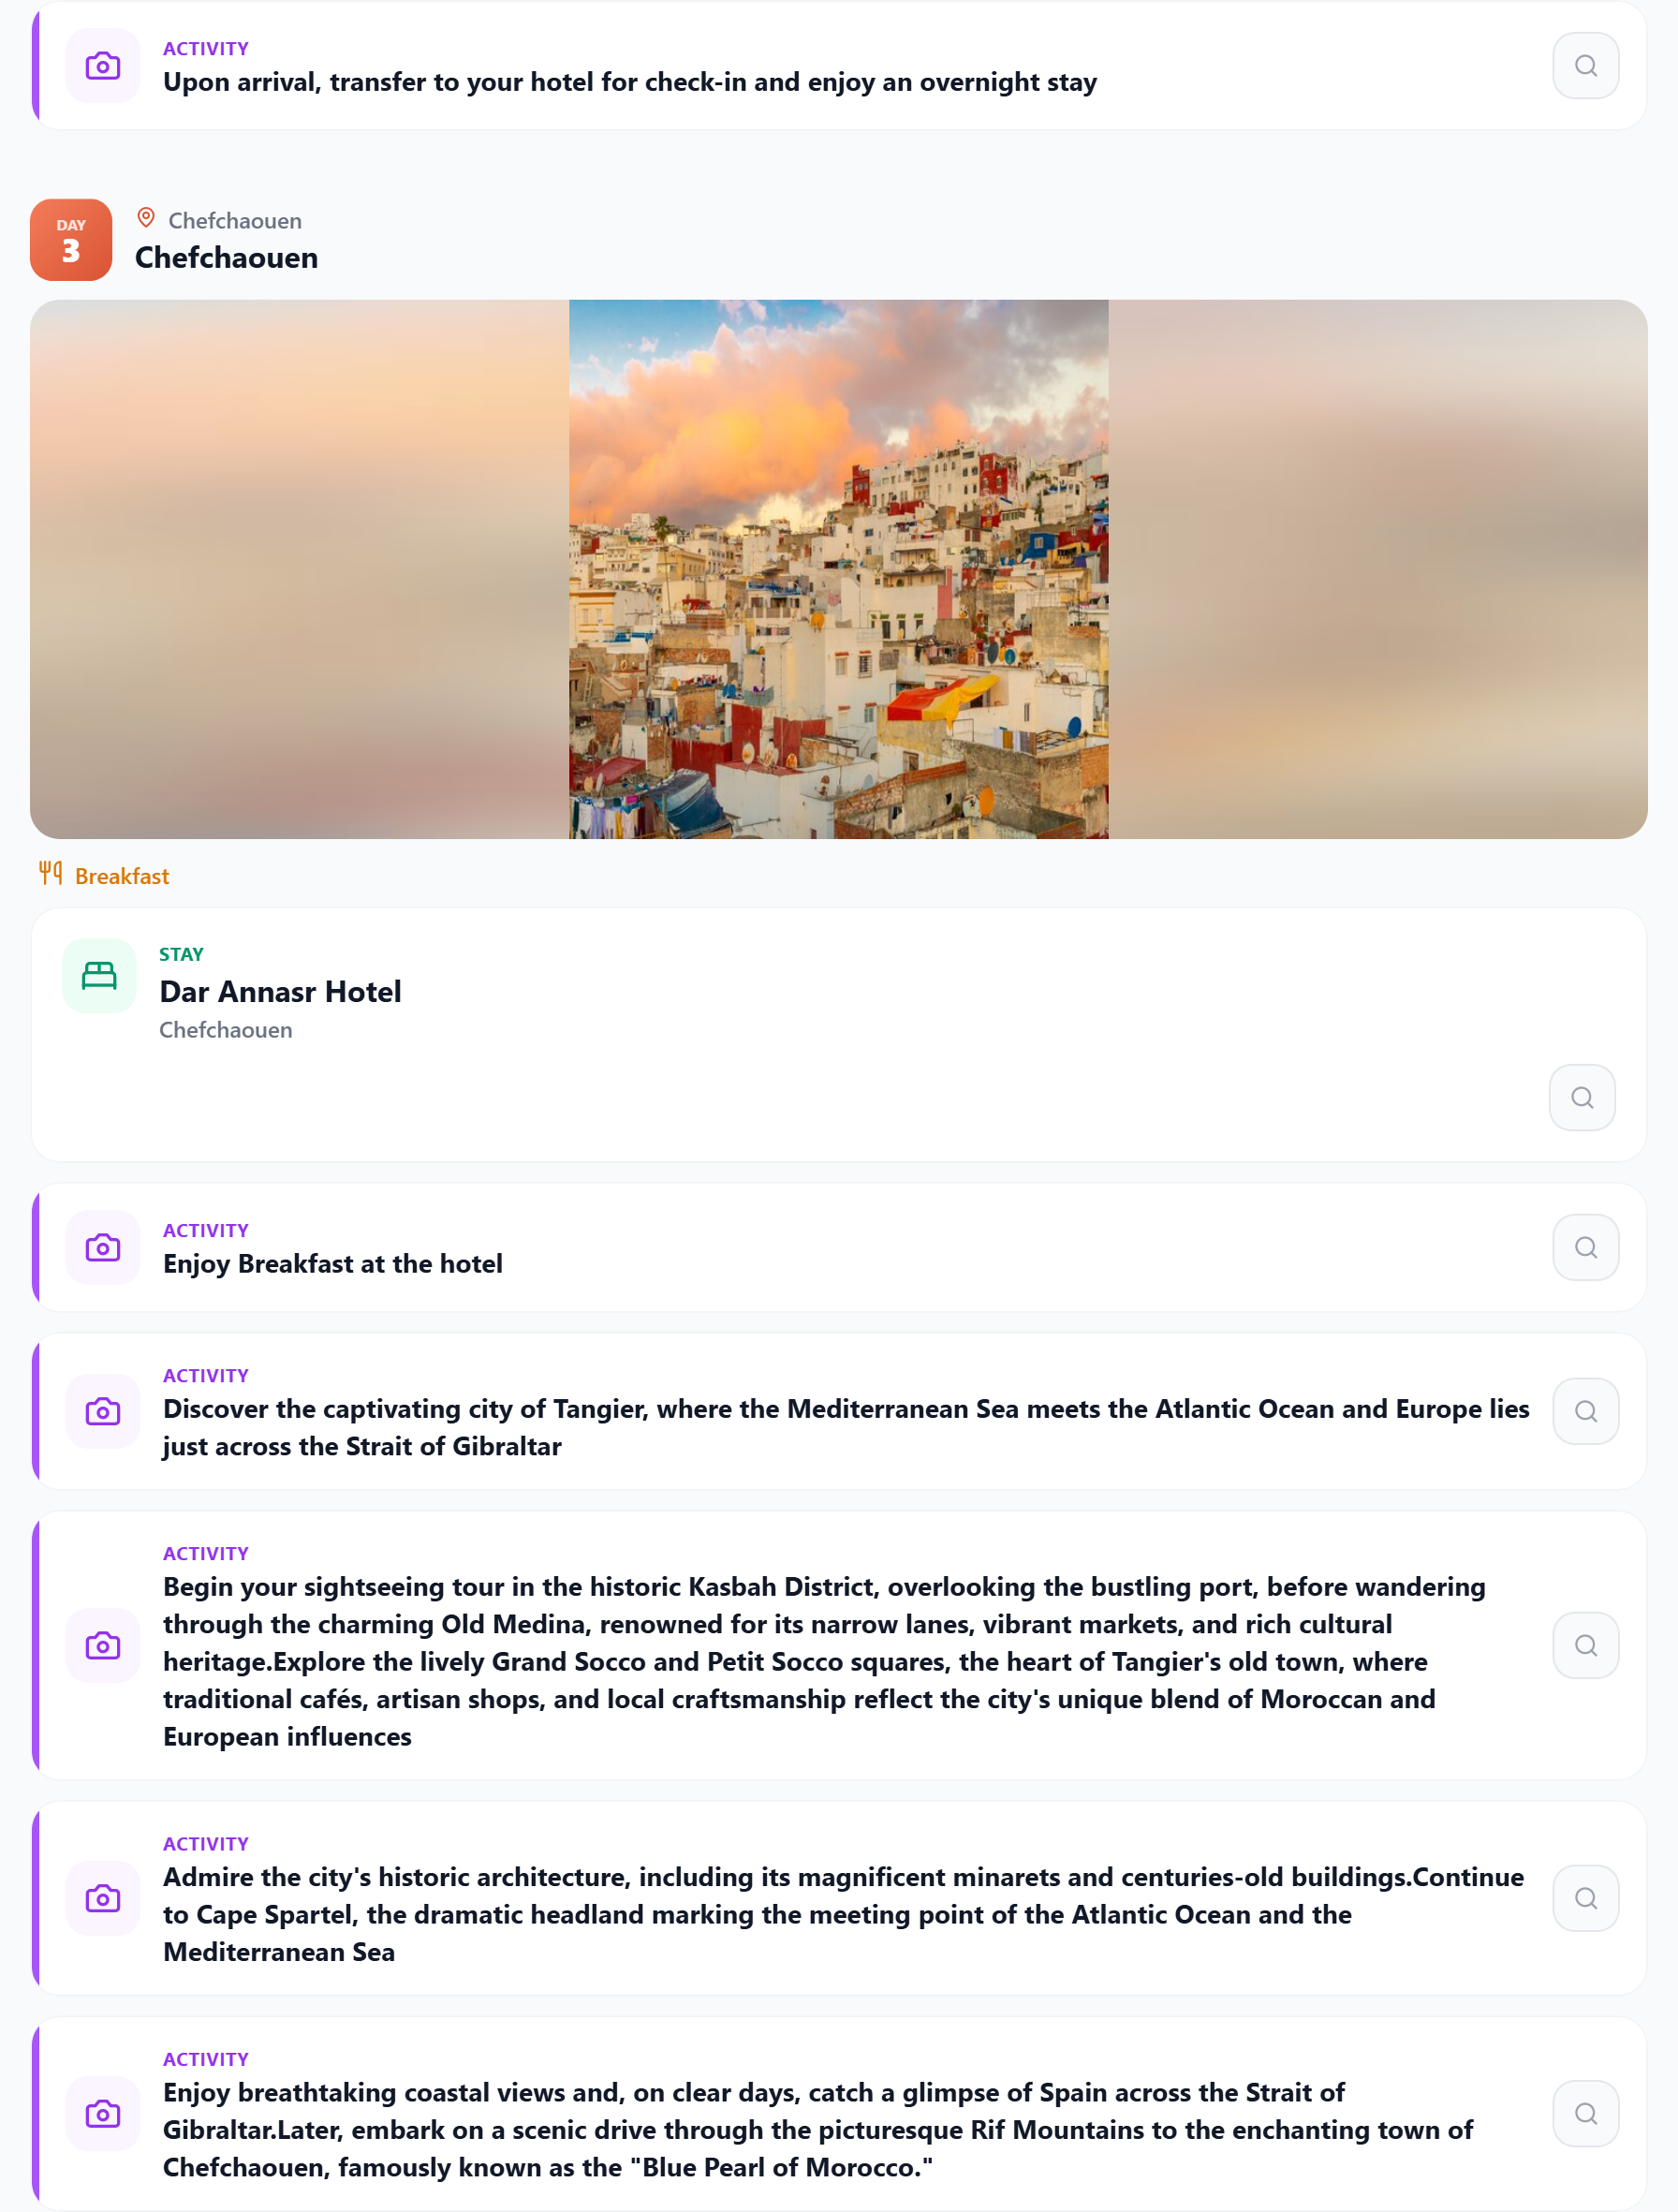 ACTIVITY
Upon arrival, transfer to your hotel for check-in and enjoy an overnight stay
DAY
3
Chefchaouen
Chefchaouen
Breakfast
STAY
Dar Annasr Hotel
Chefchaouen
ACTIVITY
Enjoy Breakfast at the hotel
ACTIVITY
Discover the captivating city of Tangier, where the Mediterranean Sea meets the Atlantic Ocean and Europe lies
just across the Strait of Gibraltar
ACTIVITY
Begin your sightseeing tour in the historic Kasbah District, overlooking the bustling port, before wandering
through the charming Old Medina, renowned for its narrow lanes, vibrant markets, and rich cultural
heritage.Explore the lively Grand Socco and Petit Socco squares, the heart of Tangier's old town, where
traditional cafés, artisan shops, and local craftsmanship reflect the city's unique blend of Moroccan and
European influences
ACTIVITY
Admire the city's historic architecture, including its magnificent minarets and centuries-old buildings.Continue
to Cape Spartel, the dramatic headland marking the meeting point of the Atlantic Ocean and the
Mediterranean Sea
ACTIVITY
Enjoy breathtaking coastal views and, on clear days, catch a glimpse of Spain across the Strait of
Gibraltar.Later, embark on a scenic drive through the picturesque Rif Mountains to the enchanting town of
Chefchaouen, famously known as the "Blue Pearl of Morocco."